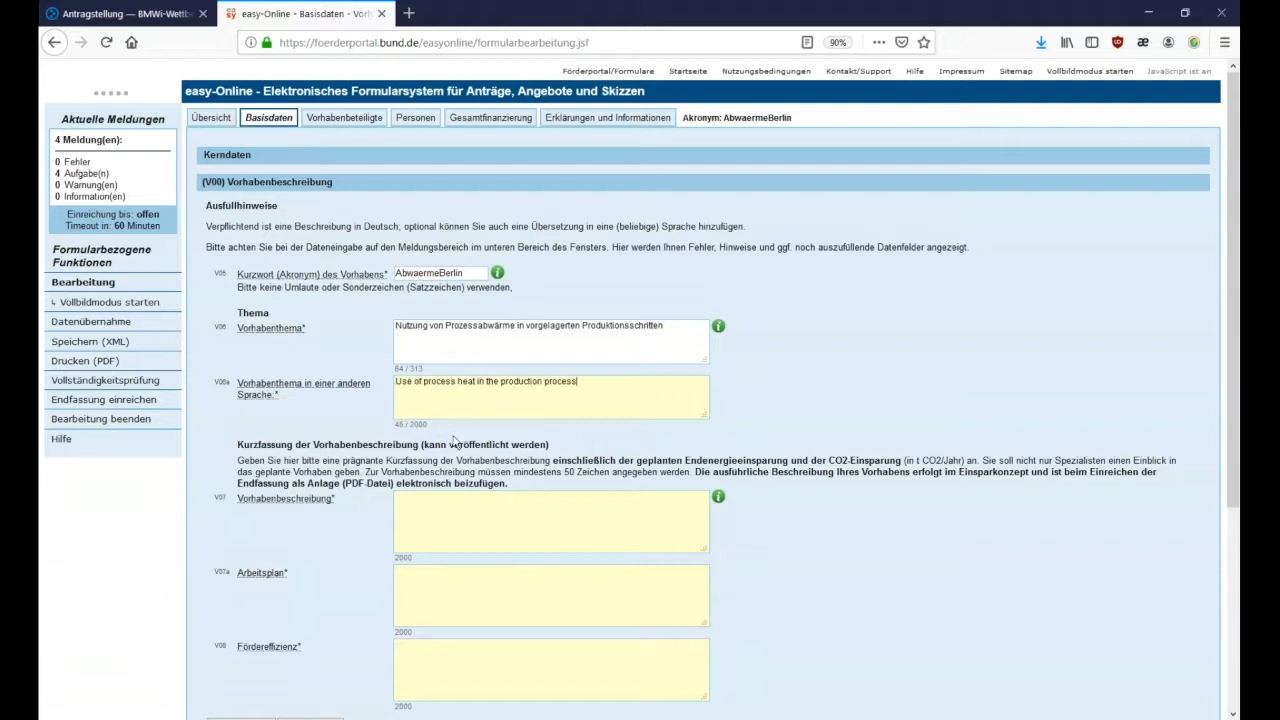 Antragstellung — BMWi-Wettbe
easy-Online - Basisdaten - Vorh
https://foerderportal.bund.de/easyonline/formularbearbeitung.jsf
90%
Förderportal/Formulare Startseite Nutzungsbedingungen Kontakt/Support Hilfe Impressum Sitemap Vollbildmodus starten JavaScript ist an
easy-Online - Elektronisches Formularsystem für Anträge, Angebote und Skizzen
Übersicht Basisdaten Vorhabenbeteiligte Personen Gesamtfinanzierung Erklärungen und Informationen Akronym: AbwaermeBerlin
Aktuelle Meldungen
4 Meldung(en):
0 Fehler
4 Aufgabe(n)
0 Warnung(en)
0 Information(en)
Einreichung bis: offen
Timeout in: 60 Minuten
Formularbezogene
Funktionen
Bearbeitung
↳ Vollbildmodus starten
Datenübernahme
Speichern (XML)
Drucken (PDF)
Vollständigkeitsprüfung
Endfassung einreichen
Bearbeitung beenden
Hilfe
Kerndaten
(V00) Vorhabenbeschreibung
Ausfüllhinweise
Verpflichtend ist eine Beschreibung in Deutsch; optional können Sie auch eine Übersetzung in eine (beliebige) Sprache hinzufügen.
Bitte achten Sie bei der Dateneingabe auf den Meldungsbereich im unteren Bereich des Fensters. Hier werden Ihnen Fehler, Hinweise und ggf. noch auszufüllende Datenfelder angezeigt.
V05 Kurzwort (Akronym) des Vorhabens* AbwaermeBerlin
Bitte keine Umlaute oder Sonderzeichen (Satzzeichen) verwenden,
Thema
V06 Vorhabenthema* Nutzung von Prozessabwärme in vorgelagerten Produktionsschritten
64 / 313
V06a Vorhabenthema in einer anderen Sprache:* Use of process heat in the production process
46 / 2000
Kurzfassung der Vorhabenbeschreibung (kann veröffentlicht werden)
Geben Sie hier bitte eine prägnante Kurzfassung der Vorhabenbeschreibung einschließlich der geplanten Endenergieeinsparung und der CO2-Einsparung (in t CO2/Jahr) an. Sie soll nicht nur Spezialisten einen Einblick in
das geplante Vorhaben geben. Zur Vorhabenbeschreibung müssen mindestens 50 Zeichen angegeben werden. Die ausführliche Beschreibung Ihres Vorhabens erfolgt im Einsparkonzept und ist beim Einreichen der
Endfassung als Anlage (PDF-Datei) elektronisch beizufügen.
V07 Vorhabenbeschreibung*
2000
V07a Arbeitsplan*
2000
V08 Fördereffizienz*
2000